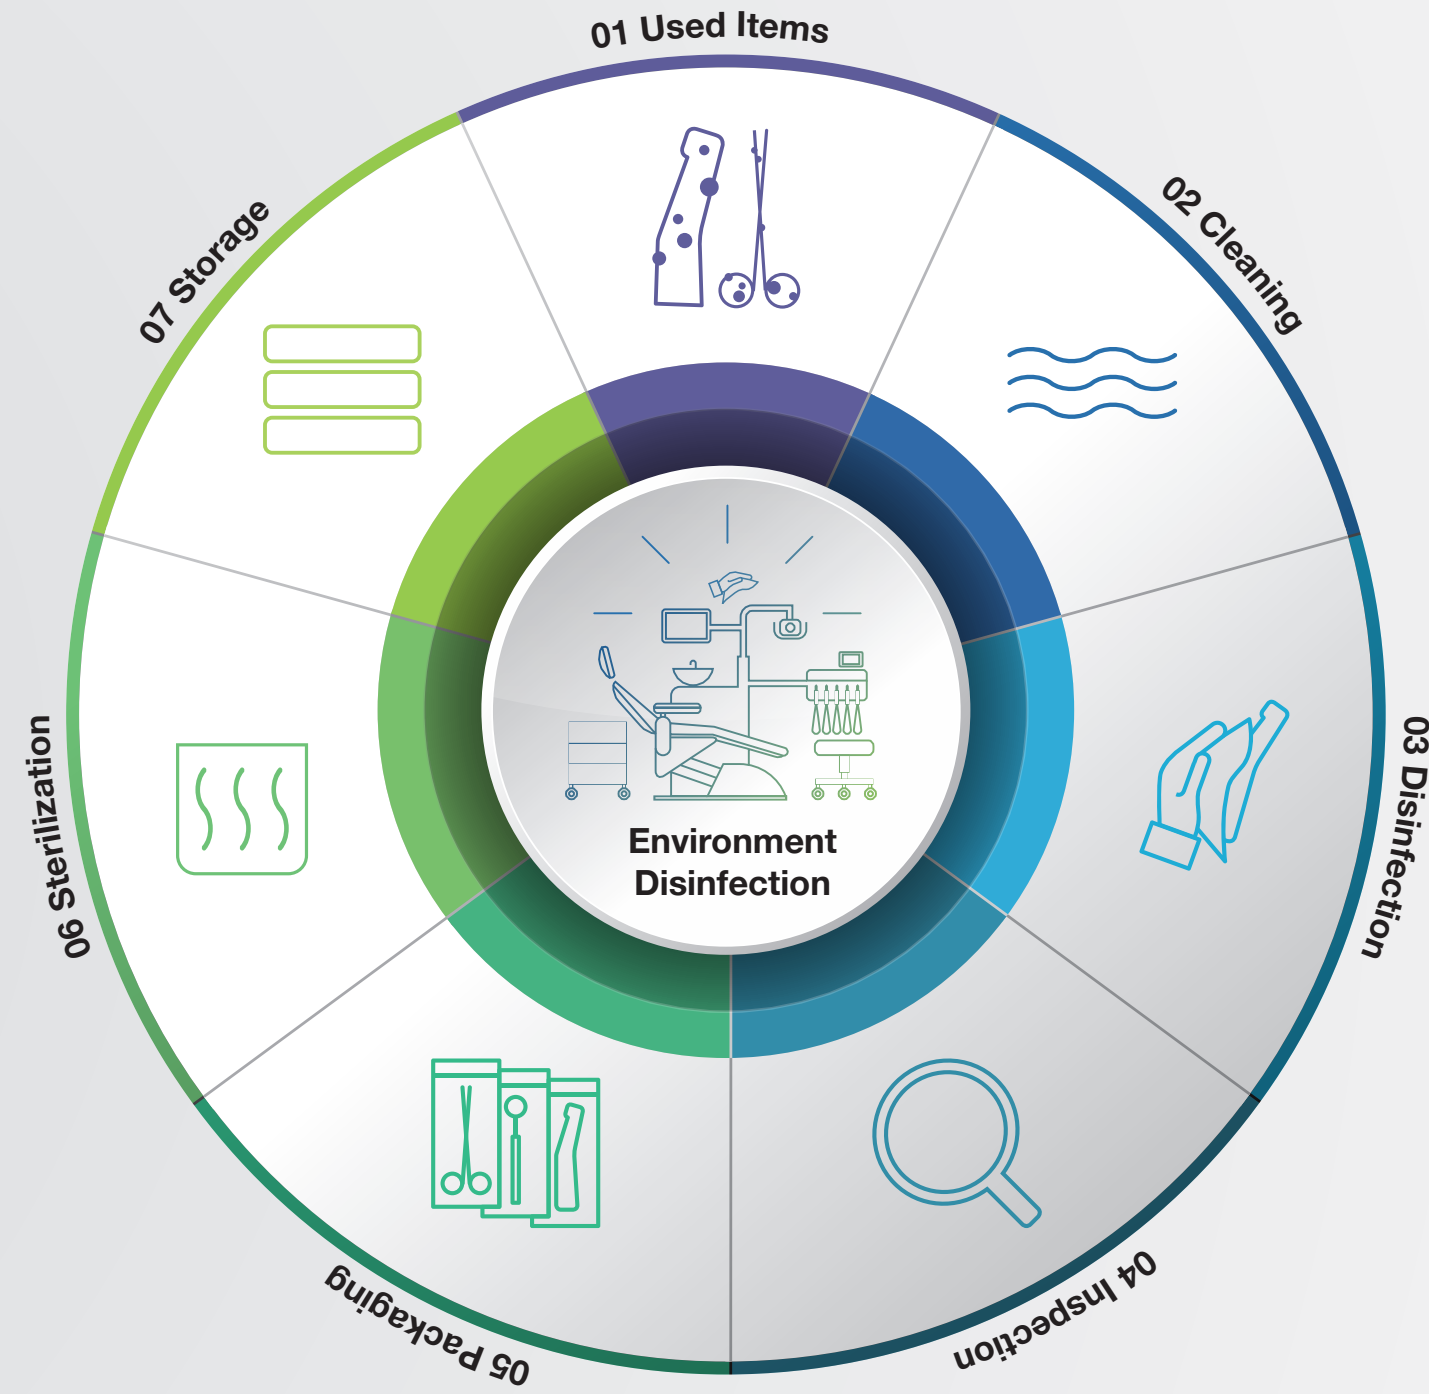 01 Used Items
02 Cleaning
03 Disinfection
04 Inspection
05 Packaging
06 Sterilization
07 Storage
Environment
Disinfection